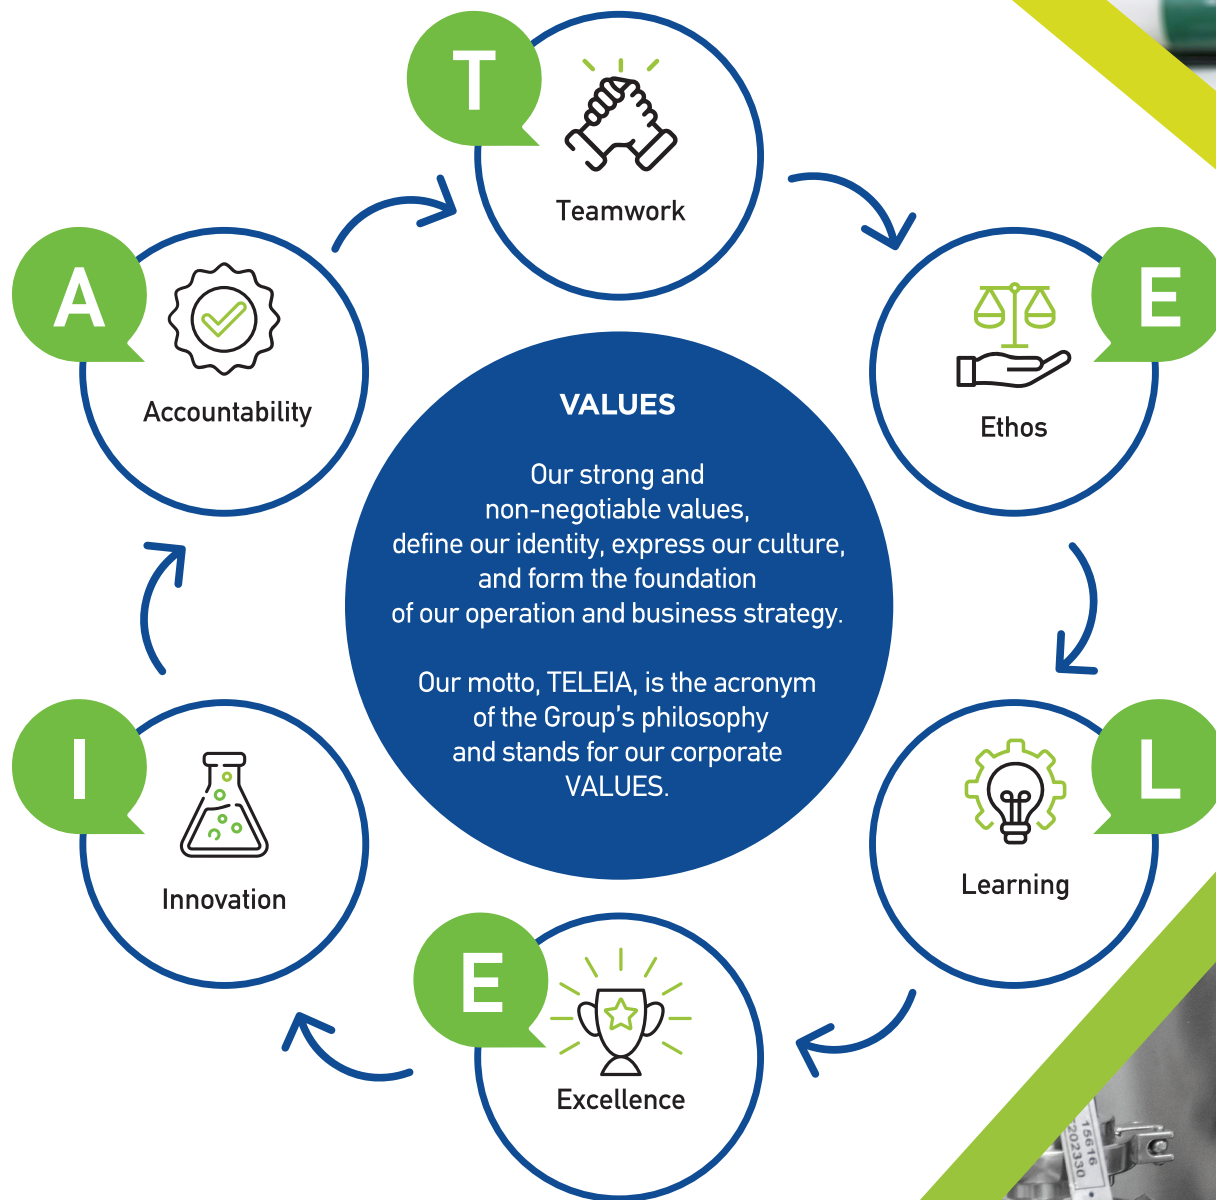 T
Teamwork
E
Ethos
L
Learning
E
Excellence
I
Innovation
A
Accountability
VALUES
Our strong and
non-negotiable values,
define our identity, express our culture,
and form the foundation
of our operation and business strategy.
Our motto, TELEIA, is the acronym
of the Group's philosophy
and stands for our corporate
VALUES.
15616
202330